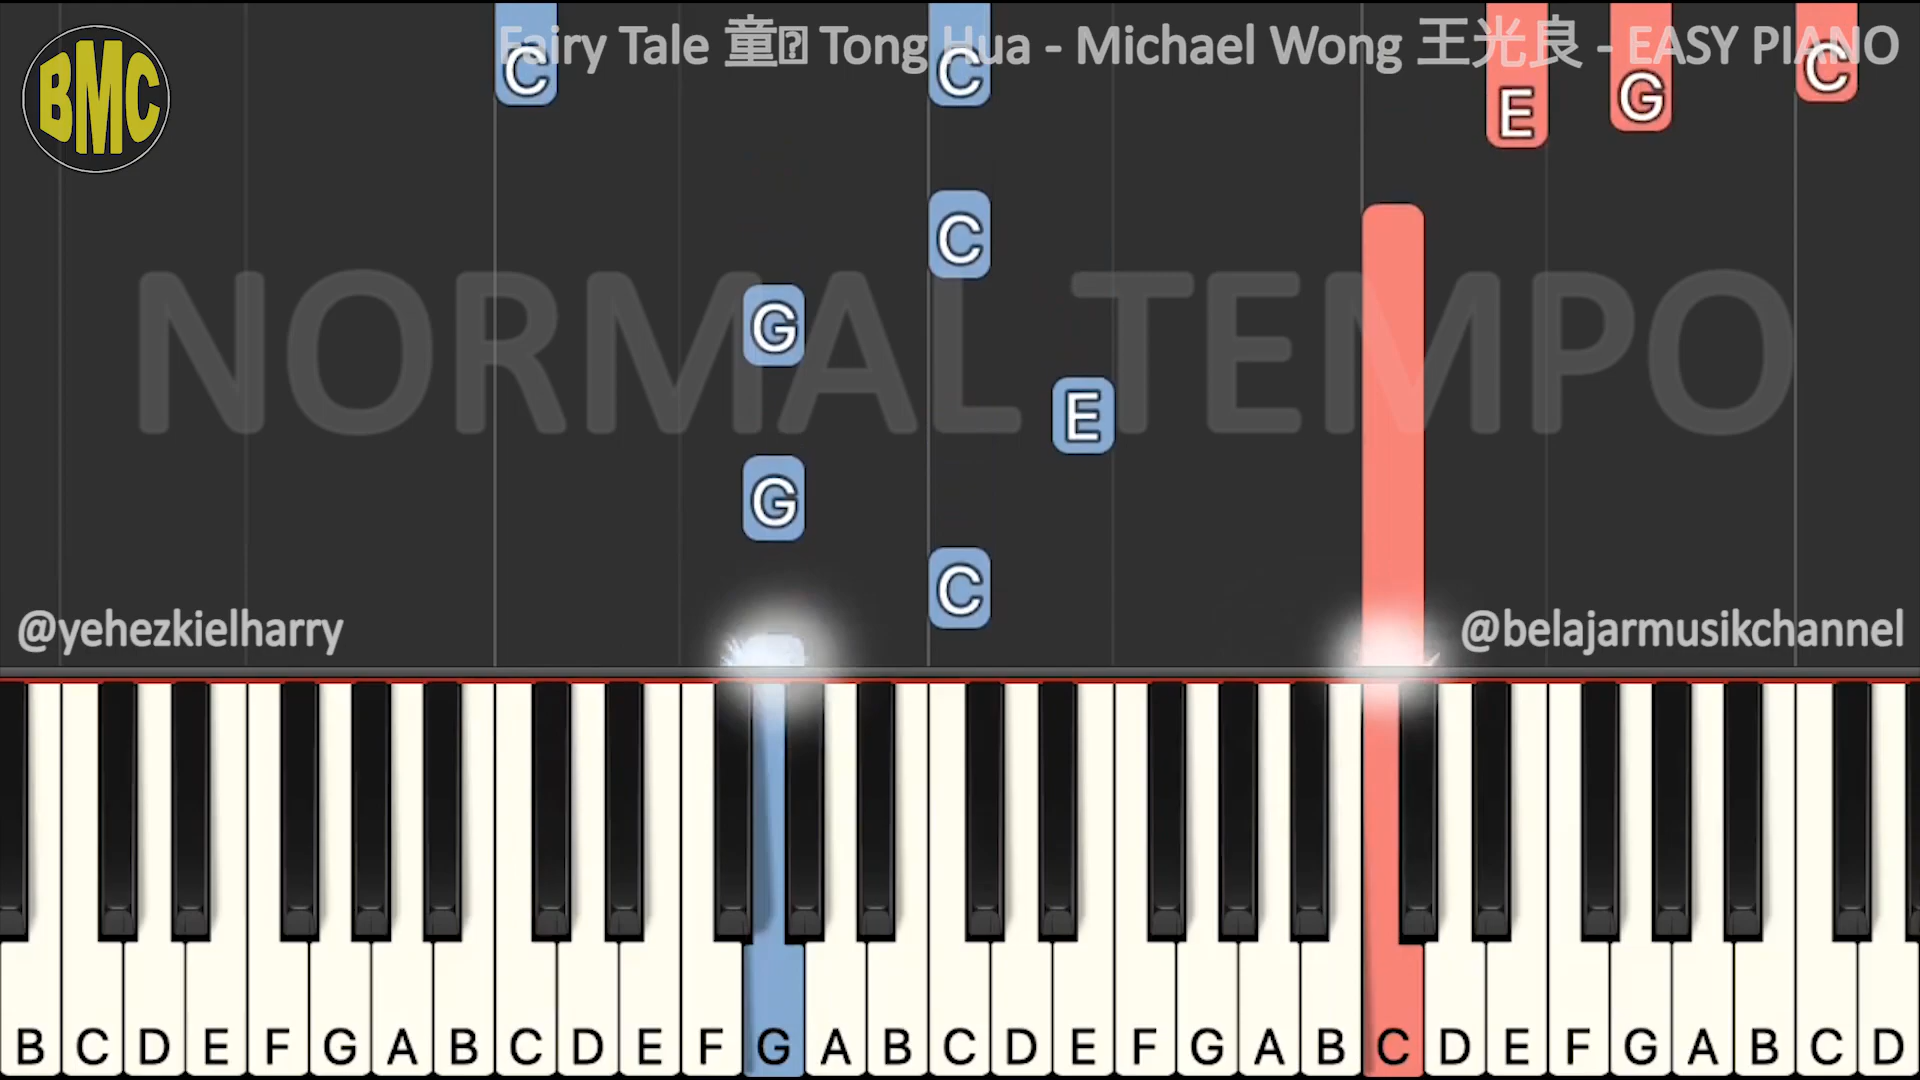 Fairy Tale 童 Tong Hua - Michael Wong 王光良 - EASY PIANO
BMC
C C E G C
C
G
NORMAL TEMPO
E
G
C
@yehezkielharry @belajarmusikchannel
B C D E F G A B C D E F G A B C D E F G A B C D E F G A B C D